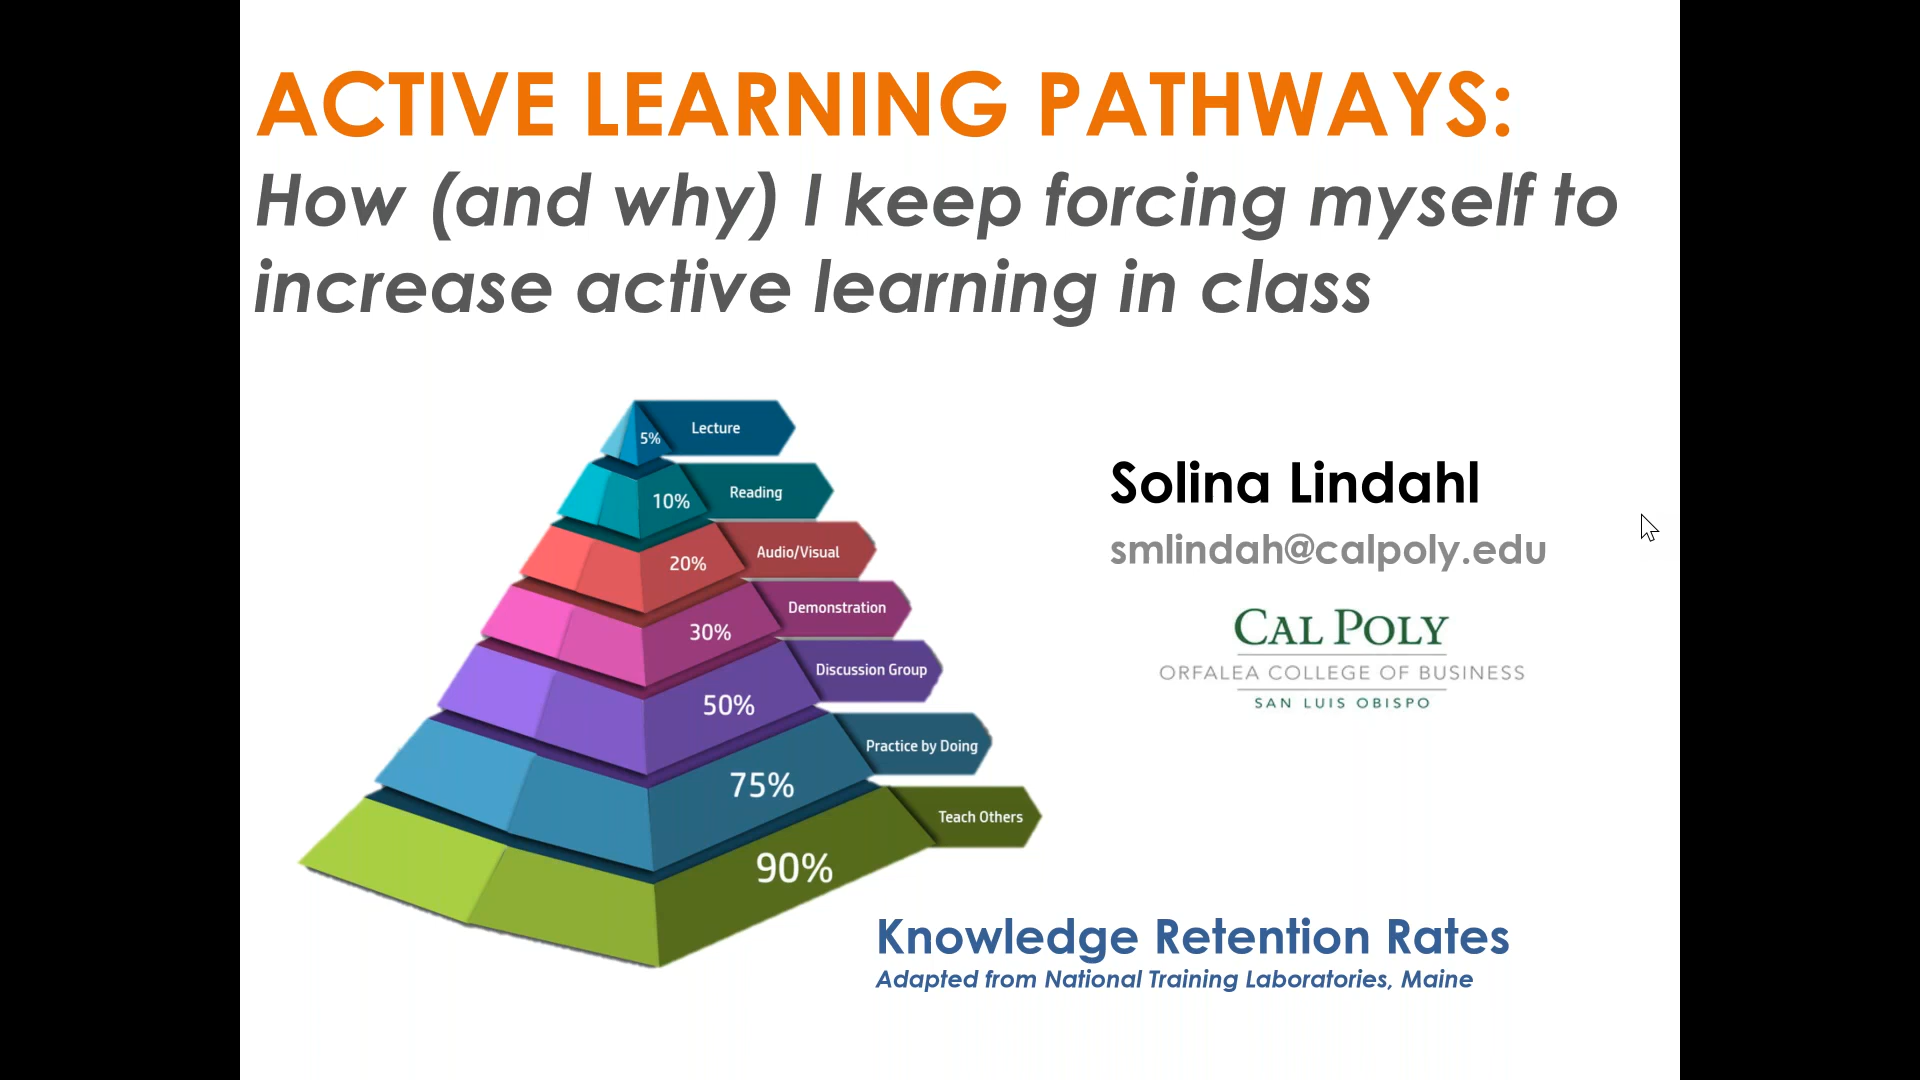 ACTIVE LEARNING PATHWAYS:
How (and why) I keep forcing myself to
increase active learning in class
5%
Lecture
10%
Reading
20%
Audio/Visual
30%
Demonstration
50%
Discussion Group
75%
Practice by Doing
90%
Teach Others
Solina Lindahl
smlindah@calpoly.edu
CAL POLY
ORFALEA COLLEGE OF BUSINESS
SAN LUIS OBISPO
Knowledge Retention Rates
Adapted from National Training Laboratories, Maine